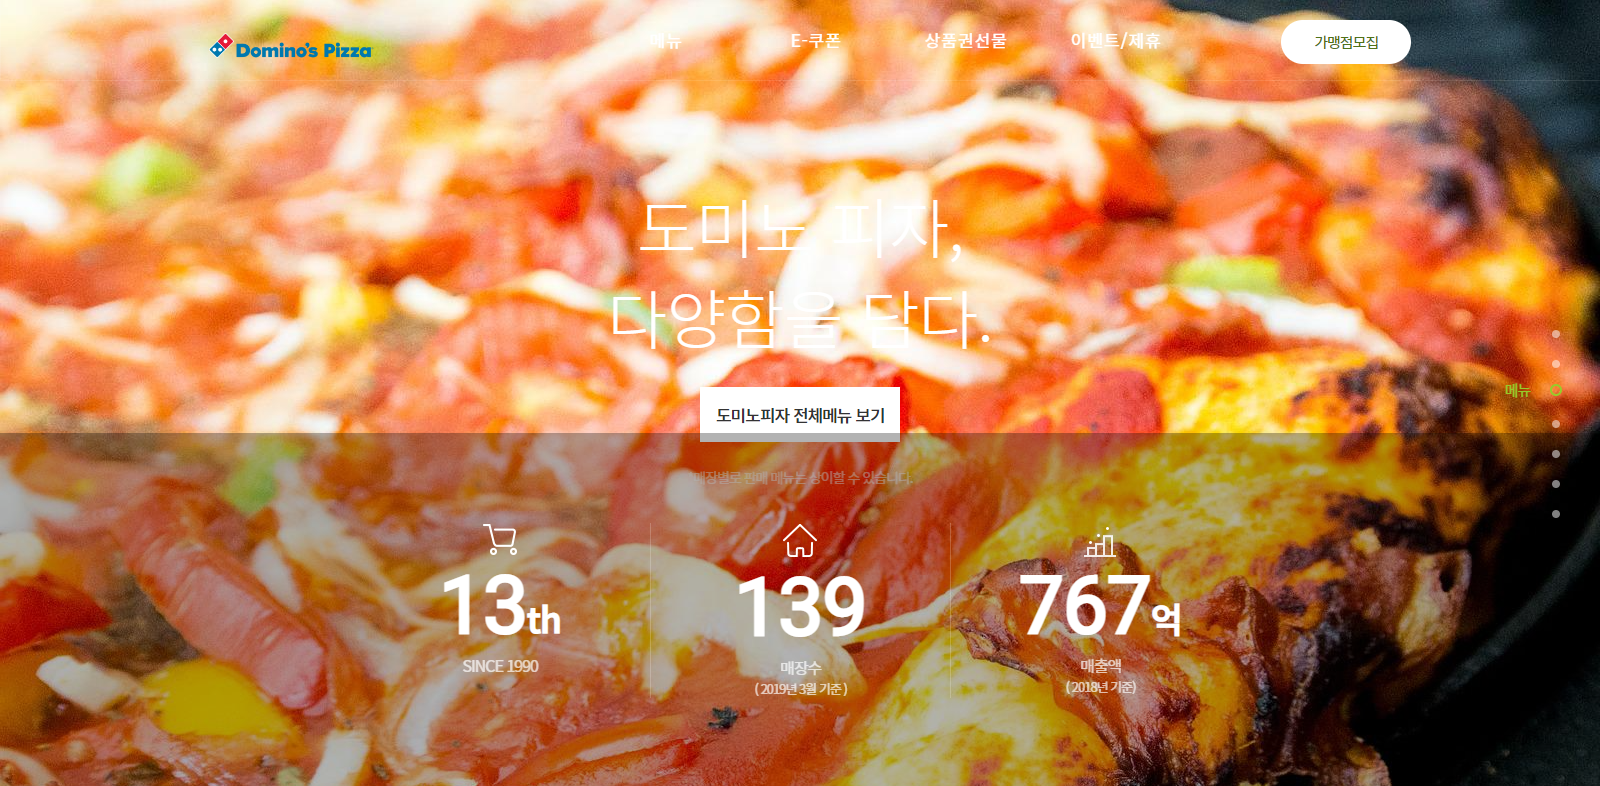 Domino's Pizza
메뉴
E-쿠폰
상품권선물
이벤트/제휴
가맹점모집
도미노 피자,
다양함을 담다.
메뉴
도미노피자 전체메뉴 보기
매장별로 판매 메뉴는 상이할 수 있습니다.
13th
SINCE 1990
139
매장수
( 2019년 3월 기준 )
767억
매출액
( 2018년 기준)